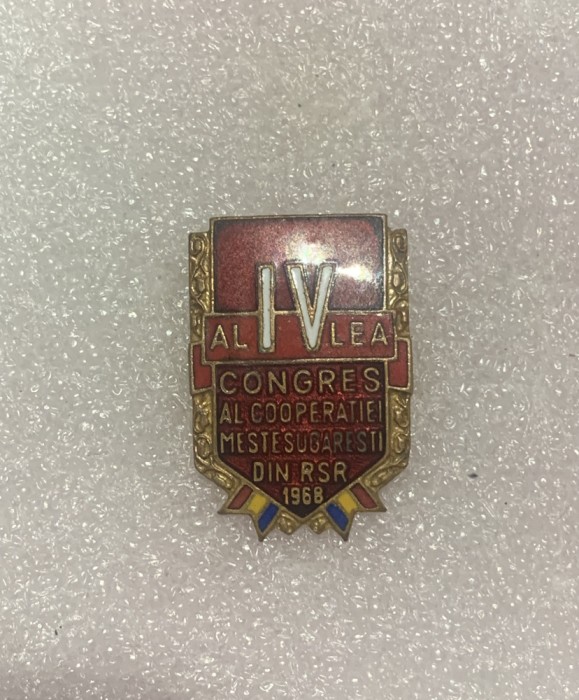 AL IV LEA
CONGRES
AL COOPERATIEI
MESTESUGARESTI
DIN RSR
1968